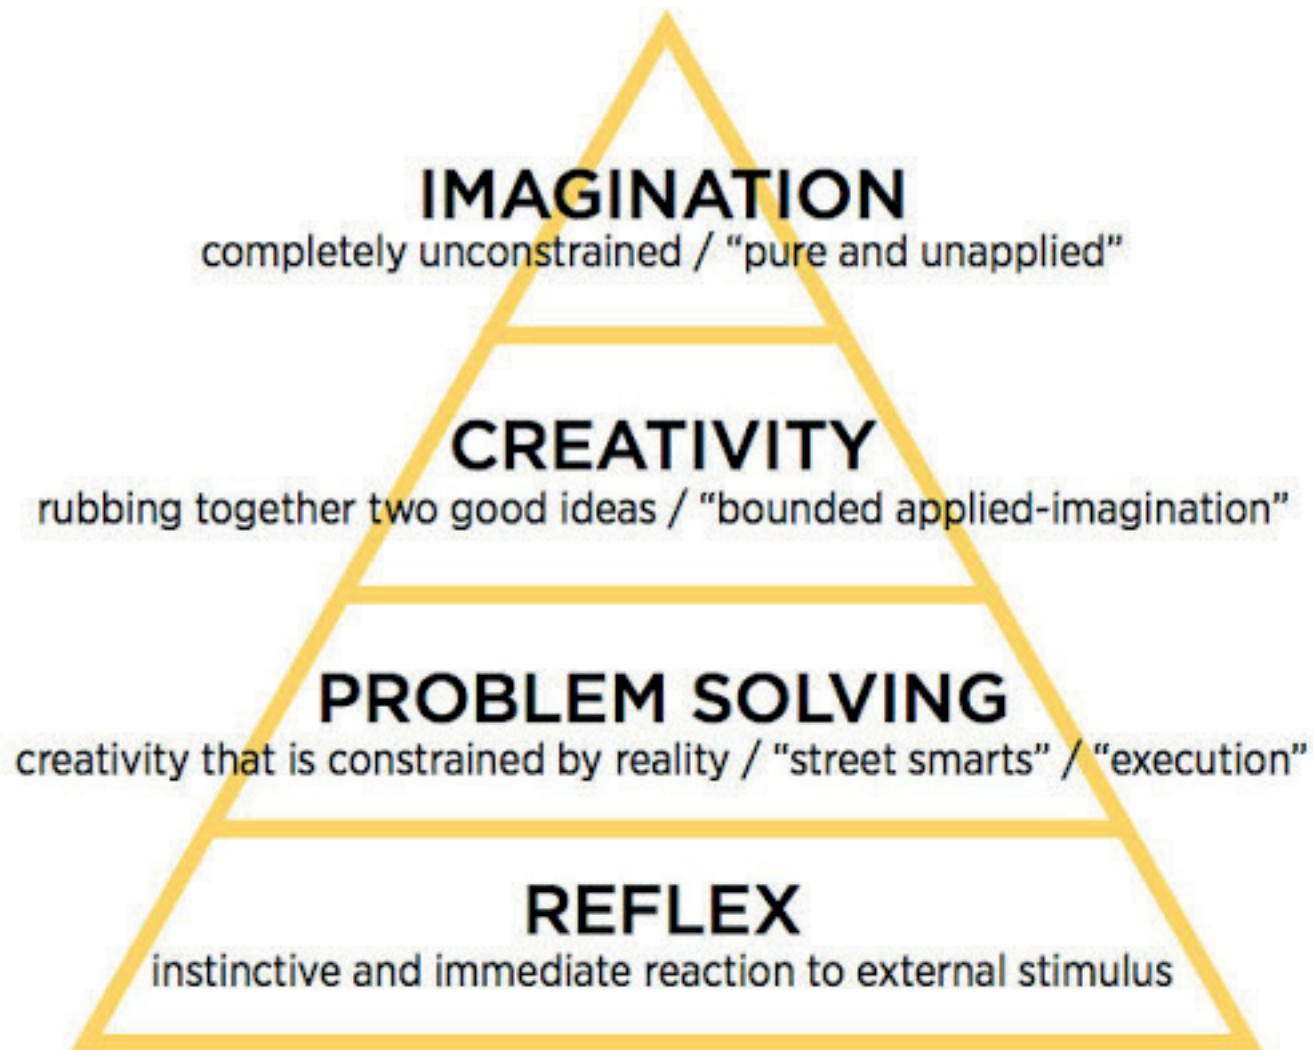 IMAGINATION
completely unconstrained / “pure and unapplied”
CREATIVITY
rubbing together two good ideas / “bounded applied-imagination”
PROBLEM SOLVING
creativity that is constrained by reality / “street smarts” / “execution”
REFLEX
instinctive and immediate reaction to external stimulus